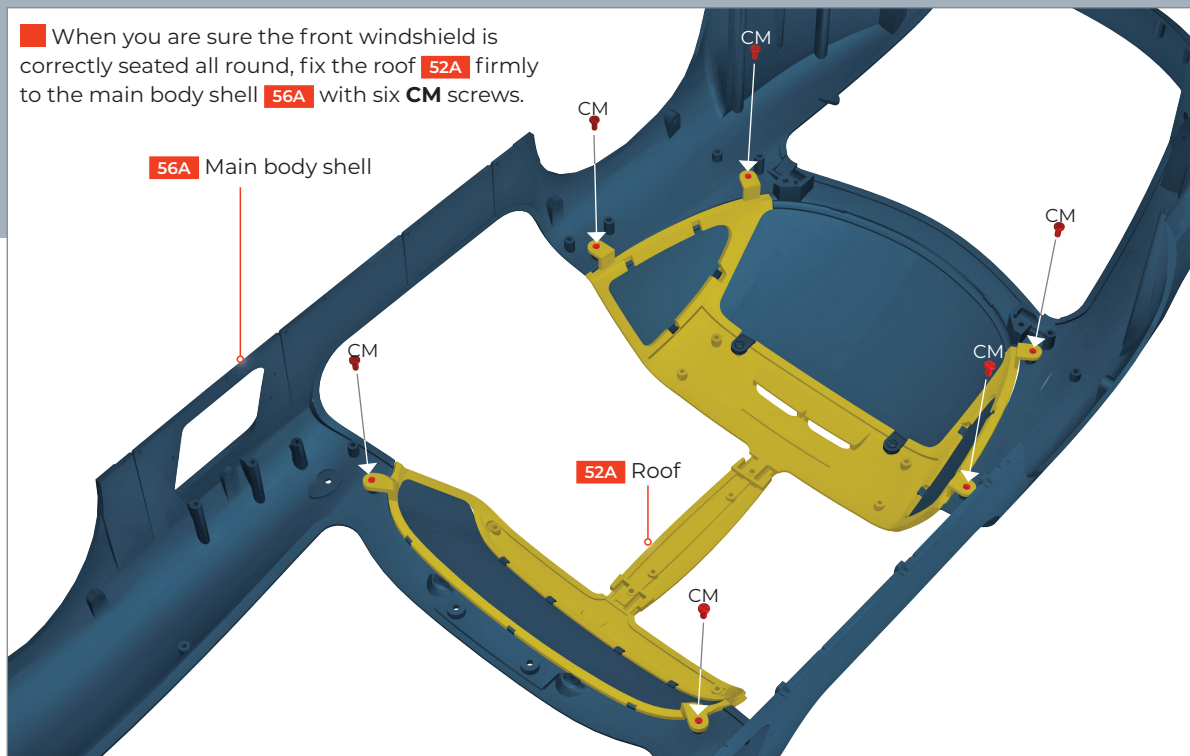 When you are sure the front windshield is
correctly seated all round, fix the roof 52A firmly
to the main body shell 56A with six CM screws.
CM
CM
56A Main body shell
CM
CM
CM
52A Roof
CM